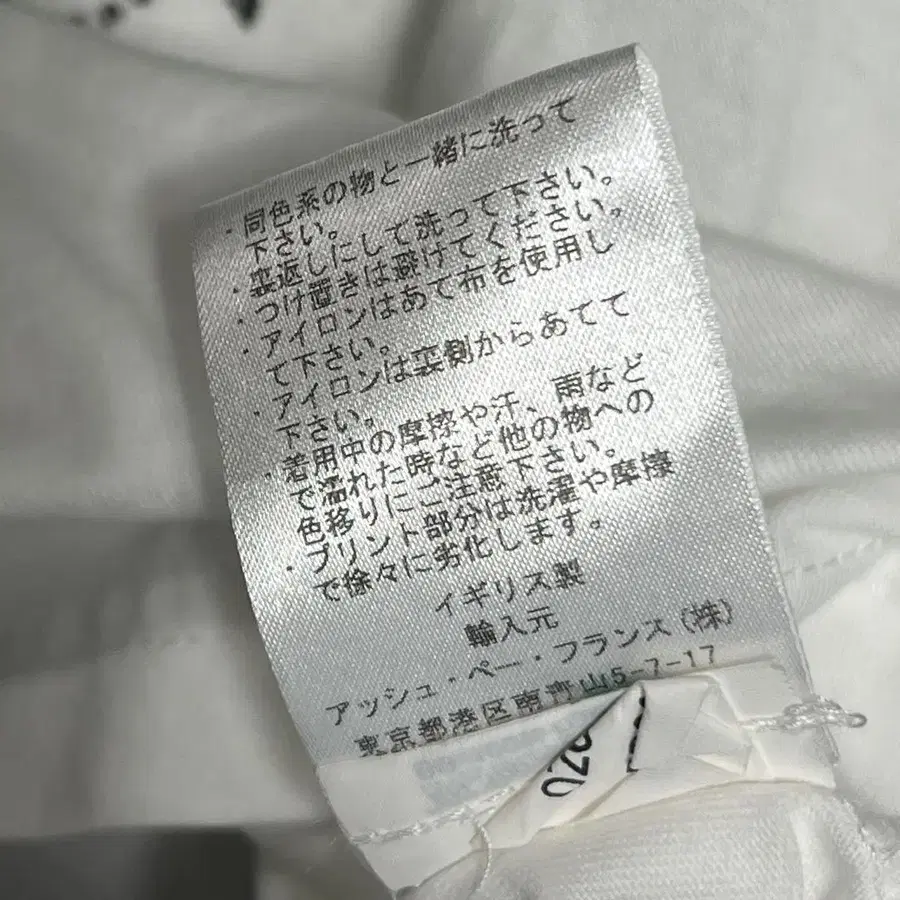 ・同色系の物と一緒に洗って
下さい。
・裏返しにして洗って下さい。
つけ置きは避けてください。
・アイロンはあて布を使用し
て下さい。
・アイロンは裏側からあてて
下さい。
・着用中の摩擦や汗、雨など
で濡れた時など他の物への
色移りにご注意下さい。
・プリント部分は洗濯や摩擦
で徐々に劣化します。
イギリス製
輸入元
アッシュ・ペー・フランス(株)
東京都港区南青山5-7-17